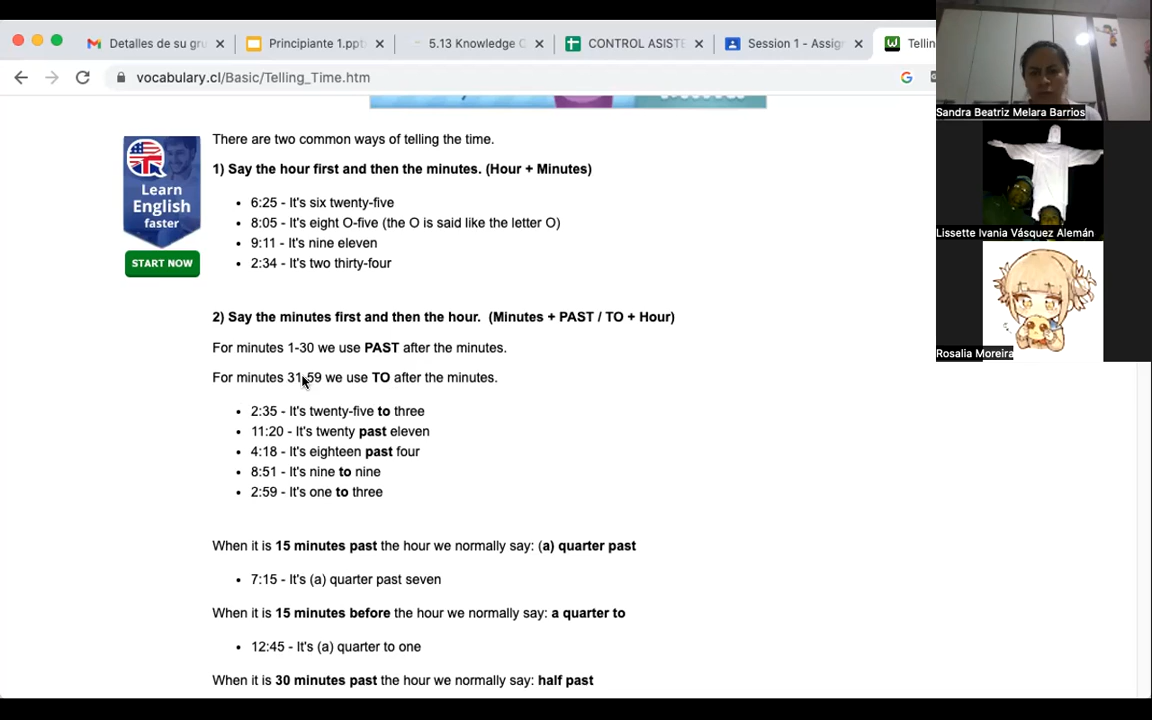 Detalles de su gru
Principiante 1.ppt
5.13 Knowledge
CONTROL ASISTE
Session 1 - Assig
Tellin
vocabulary.cl/Basic/Telling_Time.htm
Sandra Beatriz Melara Barrios
Lissette Ivania Vásquez Alemán
Rosalia Moreira
Learn
English
faster
START NOW
There are two common ways of telling the time.
1) Say the hour first and then the minutes. (Hour + Minutes)
• 6:25 - It's six twenty-five
• 8:05 - It's eight O-five (the O is said like the letter O)
• 9:11 - It's nine eleven
• 2:34 - It's two thirty-four
2) Say the minutes first and then the hour. (Minutes + PAST / TO + Hour)
For minutes 1-30 we use PAST after the minutes.
For minutes 31-59 we use TO after the minutes.
• 2:35 - It's twenty-five to three
• 11:20 - It's twenty past eleven
• 4:18 - It's eighteen past four
• 8:51 - It's nine to nine
• 2:59 - It's one to three
When it is 15 minutes past the hour we normally say: (a) quarter past
• 7:15 - It's (a) quarter past seven
When it is 15 minutes before the hour we normally say: a quarter to
• 12:45 - It's (a) quarter to one
When it is 30 minutes past the hour we normally say: half past